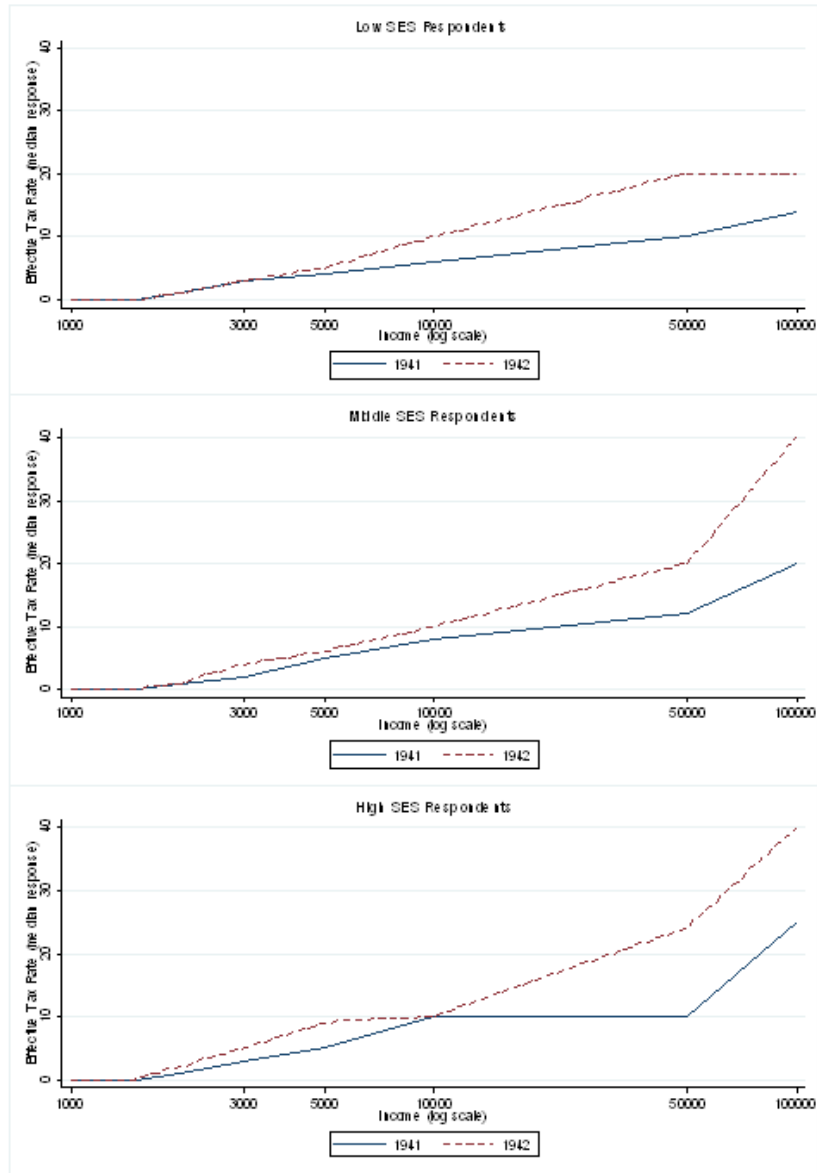 Low SES Respondents
Effective Tax Rate (median response)
40
30
20
10
0
1000 3000 5000 10000 50000 100000
Income (log scale)
1941 1942
Middle SES Respondents
Effective Tax Rate (median response)
40
30
20
10
0
1000 3000 5000 10000 50000 100000
Income (log scale)
1941 1942
High SES Respondents
Effective Tax Rate (median response)
40
30
20
10
0
1000 3000 5000 10000 50000 100000
Income (log scale)
1941 1942